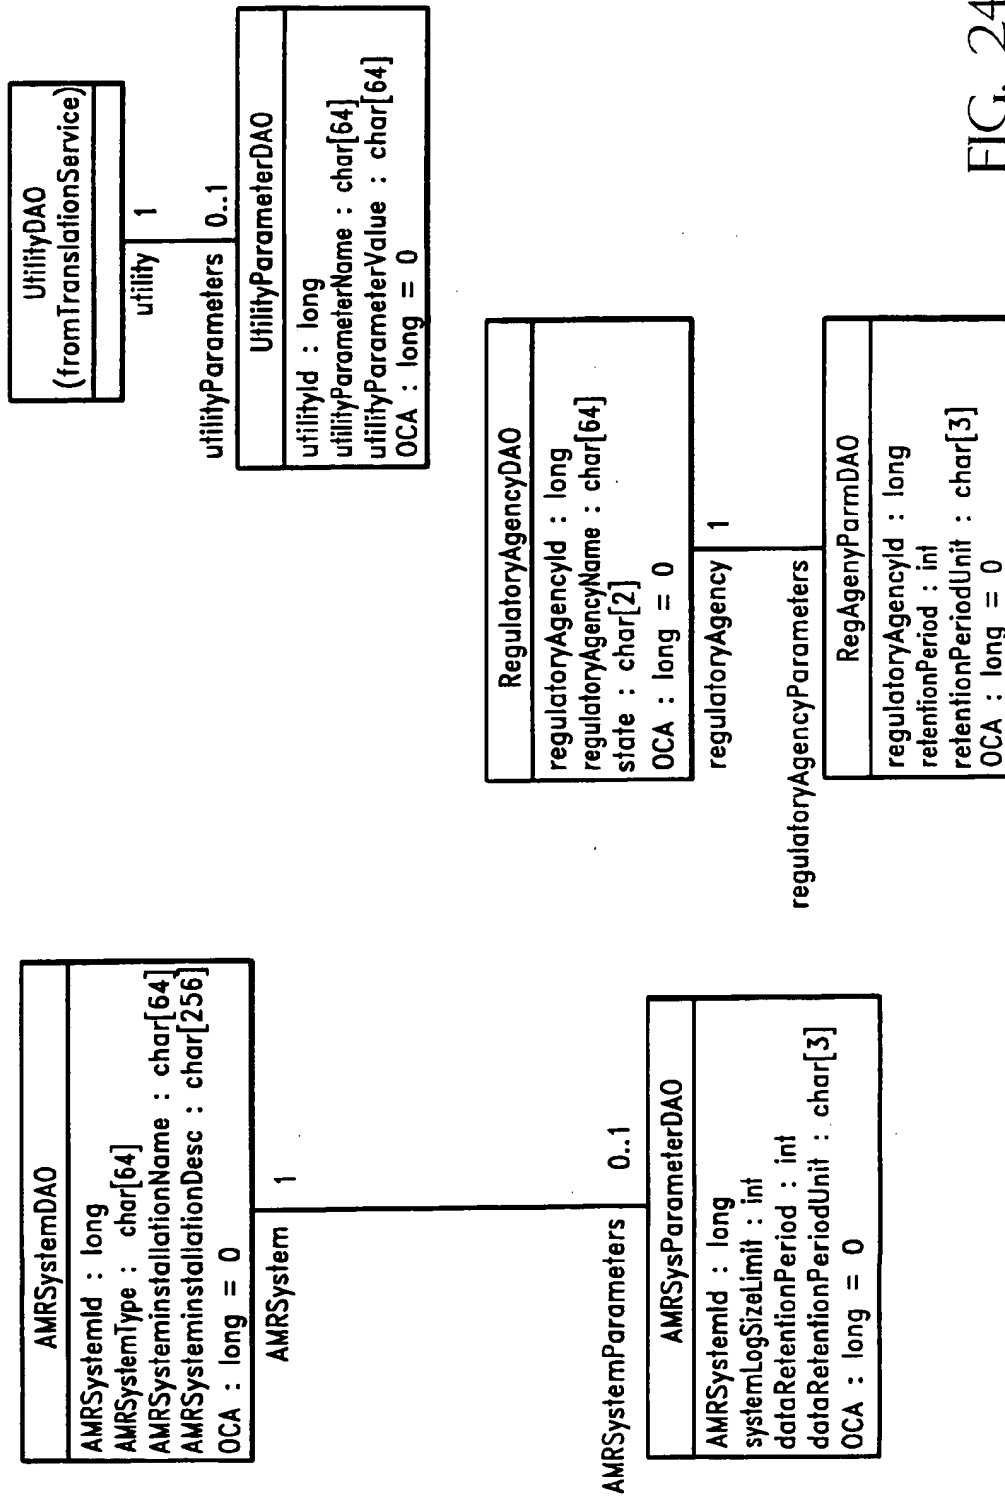 AMRSystemDAO
AMRSystemId : long
AMRSystemType : char[64]
AMRSysteminstallationName : char[64]
AMRSysteminstallationDesc : char[256]
OCA : long = 0
AMRSystem
1
AMRSystemParameters
0..1
AMRSysParameterDAO
AMRSystemId : long
systemLogSizeLimit : int
dataRetentionPeriod : int
dataRetentionPeriodUnit : char[3]
OCA : long = 0
UtilityDAO
(fromTranslationService)
utility
1
utilityParameters
0..1
UtilityParameterDAO
utilityId : long
utilityParameterName : char[64]
utilityParameterValue : char[64]
OCA : long = 0
RegulatoryAgencyDAO
regulatoryAgencyId : long
regulatoryAgencyName : char[64]
state : char[2]
OCA : long = 0
regulatoryAgency
1
regulatoryAgencyParameters
RegAgenyParmDAO
regulatoryAgencyId : long
retentionPeriod : int
retentionPeriodUnit : char[3]
OCA : long = 0
FIG. 24